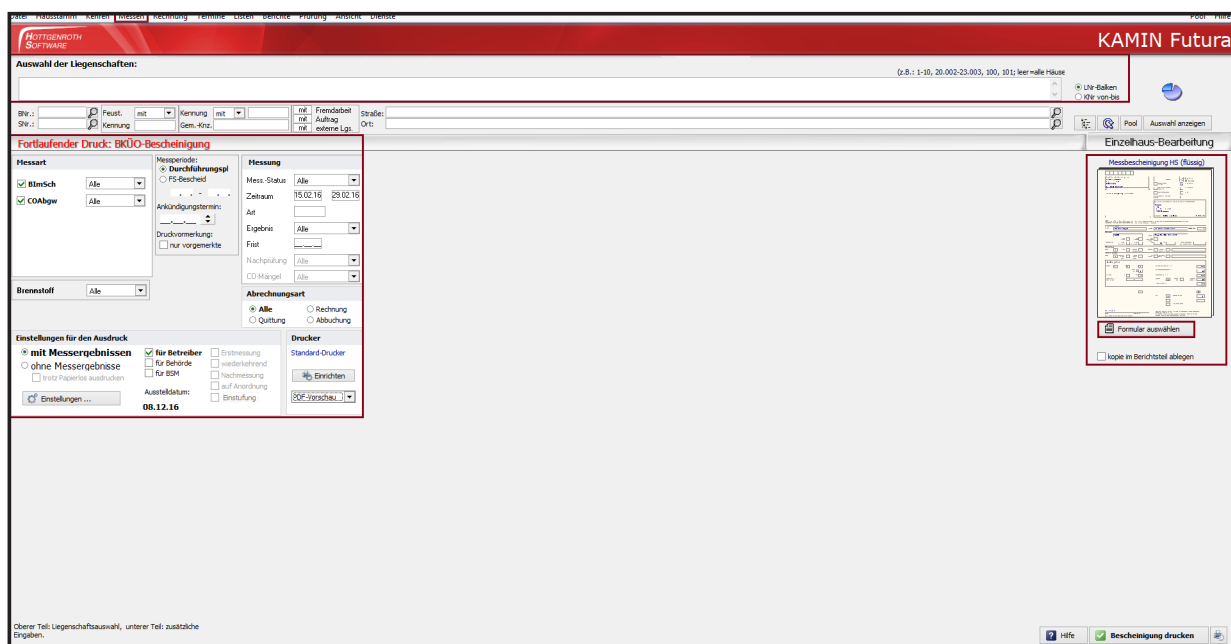 Datei Hausstamm Kehren Messen Rechnung Termine Listen Berichte Prüfung Ansicht Dienste Pool Hilfe
HOTTGENROTH
SOFTWARE
KAMIN Futura
Auswahl der Liegenschaften:
(z.B.: 1-10, 20.002-23.003, 100, 101; leer=alle Häuse
LNr-Balken
KNr von-bis
BNr.: Feust. mit Kennung mit mit Fremdarbeit Straße:
mit Auftrag
SNr.: Kennung Gem.-Knz. mit externe Lgs. Ort:
Pool Auswahl anzeigen
Fortlaufender Druck: BKÜO-Bescheinigung
Einzelhaus-Bearbeitung
Messart
BImSch Alle
COAbgw Alle
Brennstoff Alle
Messperiode:
Durchführungspl
FS-Bescheid
. . - . .
Ankündigungstermin:
__.__.__
Druckvormerkung:
nur vorgemerkte
Messung
Mess.-Status Alle
Zeitraum 15.02.16 29.02.16
Art
Ergebnis Alle
Frist __.__.__
Nachprüfung Alle
CO-Mängel Alle
Abrechnungsart
Alle Rechnung
Quittung Abbuchung
Einstellungen für den Ausdruck
mit Messergebnissen
ohne Messergebnisse
trotz Papierlos ausdrucken
Einstellungen ...
für Betreiber
für Behörde
für BSM
Ausstelldatum:
08.12.16
Erstmessung
wiederkehrend
Nachmessung
auf Anordnung
Einstufung
Drucker
Standard-Drucker
Einrichten
PDF-Vorschau
Messbescheinigung HS (flüssig)
Formular auswählen
kopie im Berichtsteil ablegen
Oberer Teil: Liegenschaftsauswahl, unterer Teil: zusätzliche
Eingaben.
Hilfe Bescheinigung drucken